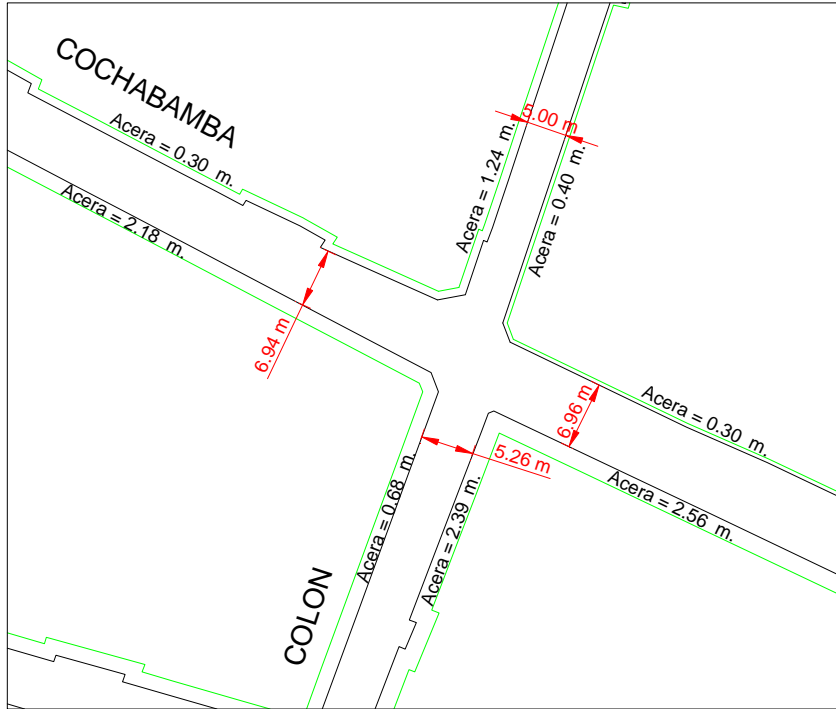 COCHABAMBA
Acera = 0.30 m.
Acera = 2.18 m.
5.00 m
Acera = 1.24 m.
Acera = 0.40 m.
6.94 m
6.96 m
Acera = 0.30 m.
5.26 m
Acera = 0.68 m.
Acera = 2.39 m.
Acera = 2.56 m.
COLON